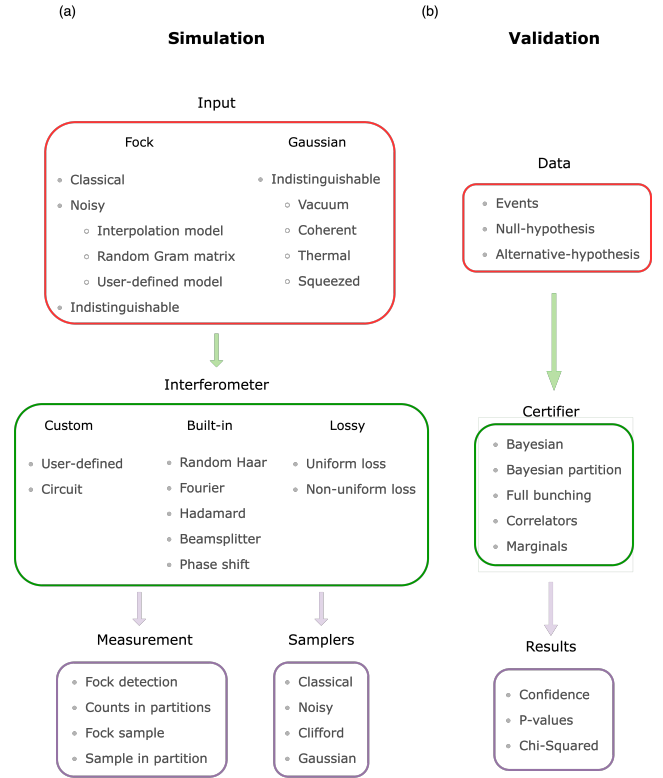 (a)
Simulation
Input
Fock
Classical
Noisy
Interpolation model
Random Gram matrix
User-defined model
Indistinguishable
Gaussian
Indistinguishable
Vacuum
Coherent
Thermal
Squeezed
Interferometer
Custom
User-defined
Circuit
Built-in
Random Haar
Fourier
Hadamard
Beamsplitter
Phase shift
Lossy
Uniform loss
Non-uniform loss
Measurement
Fock detection
Counts in partitions
Fock sample
Sample in partition
Samplers
Classical
Noisy
Clifford
Gaussian
(b)
Validation
Data
Events
Null-hypothesis
Alternative-hypothesis
Certifier
Bayesian
Bayesian partition
Full bunching
Correlators
Marginals
Results
Confidence
P-values
Chi-Squared